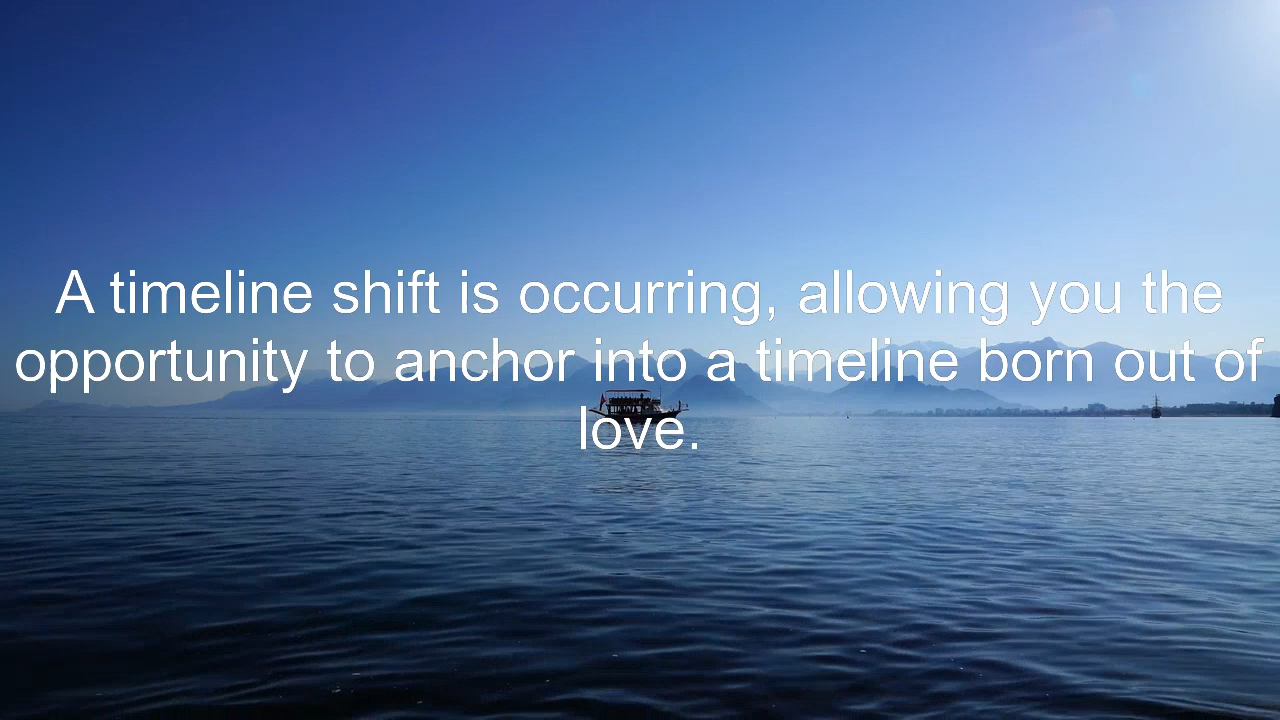 A timeline shift is occurring, allowing you the
opportunity to anchor into a timeline born out of
love.